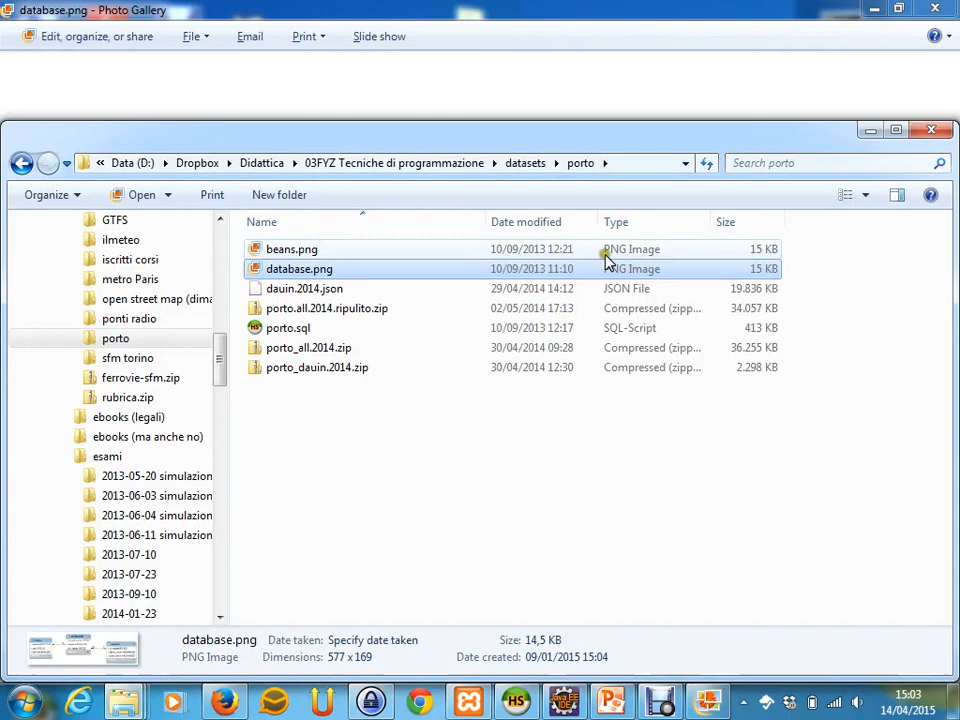 database.png - Photo Gallery
Edit, organize, or share File Email Print Slide show
« Data (D:) Dropbox Didattica 03FYZ Tecniche di programmazione datasets porto Search porto
Organize Open Print New folder
Name Date modified Type Size
GTFS
ilmeteo
iscritti corsi
metro Paris
open street map (dima
ponti radio
porto
sfm torino
ferrovie-sfm.zip
rubrica.zip
ebooks (legali)
ebooks (ma anche no)
esami
2013-05-20 simulazion
2013-06-03 simulazion
2013-06-04 simulazion
2013-06-11 simulazion
2013-07-10
2013-07-23
2013-09-10
2014-01-23
beans.png 10/09/2013 12:21 PNG Image 15 KB
database.png 10/09/2013 11:10 PNG Image 15 KB
dauin.2014.json 29/04/2014 14:12 JSON File 19.836 KB
porto.all.2014.ripulito.zip 02/05/2014 17:13 Compressed (zipp... 34.057 KB
porto.sql 10/09/2013 12:17 SQL-Script 413 KB
porto_all.2014.zip 30/04/2014 09:28 Compressed (zipp... 36.255 KB
porto_dauin.2014.zip 30/04/2014 12:30 Compressed (zipp... 2.298 KB
database.png Date taken: Specify date taken Size: 14,5 KB
PNG Image Dimensions: 577 x 169 Date created: 09/01/2015 15:04
HS Java EE IDE
15:03
14/04/2015